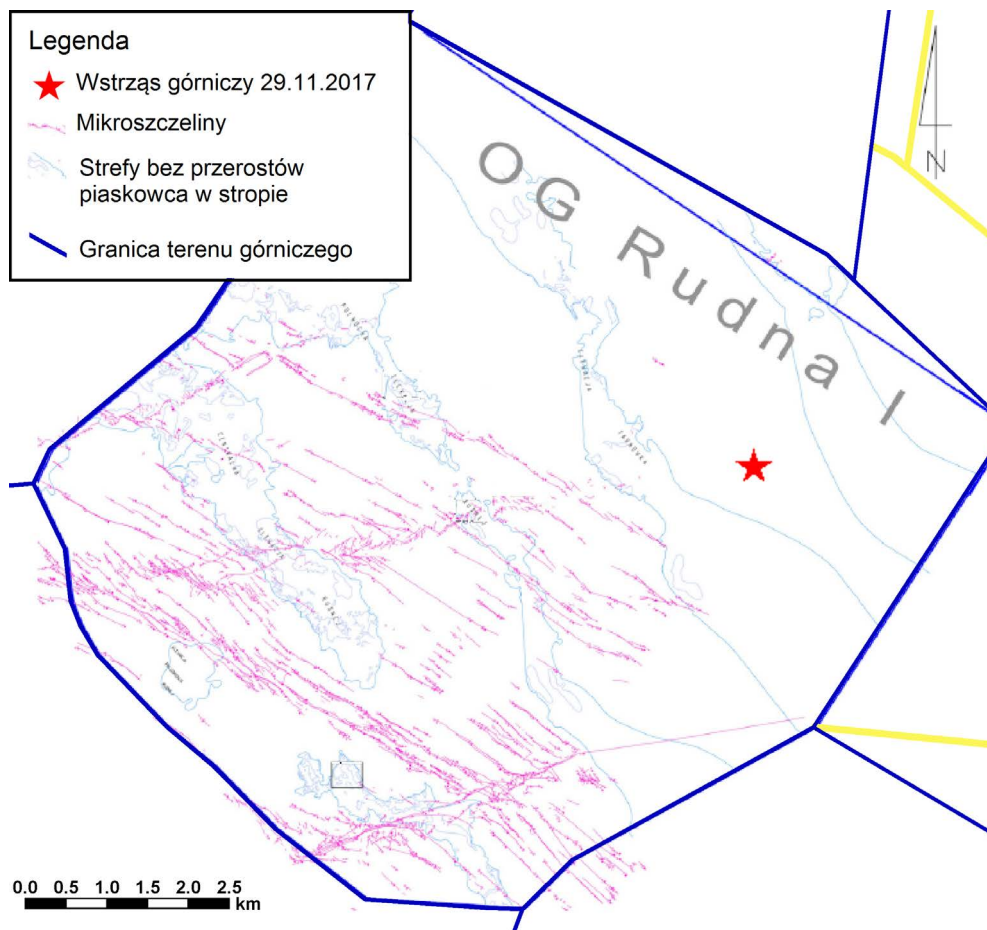 Legenda
Wstrząs górniczy 29.11.2017
Mikroszczeliny
Strefy bez przerostów
piaskowca w stropie
Granica terenu górniczego
N
OG Rudna I
0.0 0.5 1.0 1.5 2.0 2.5
km